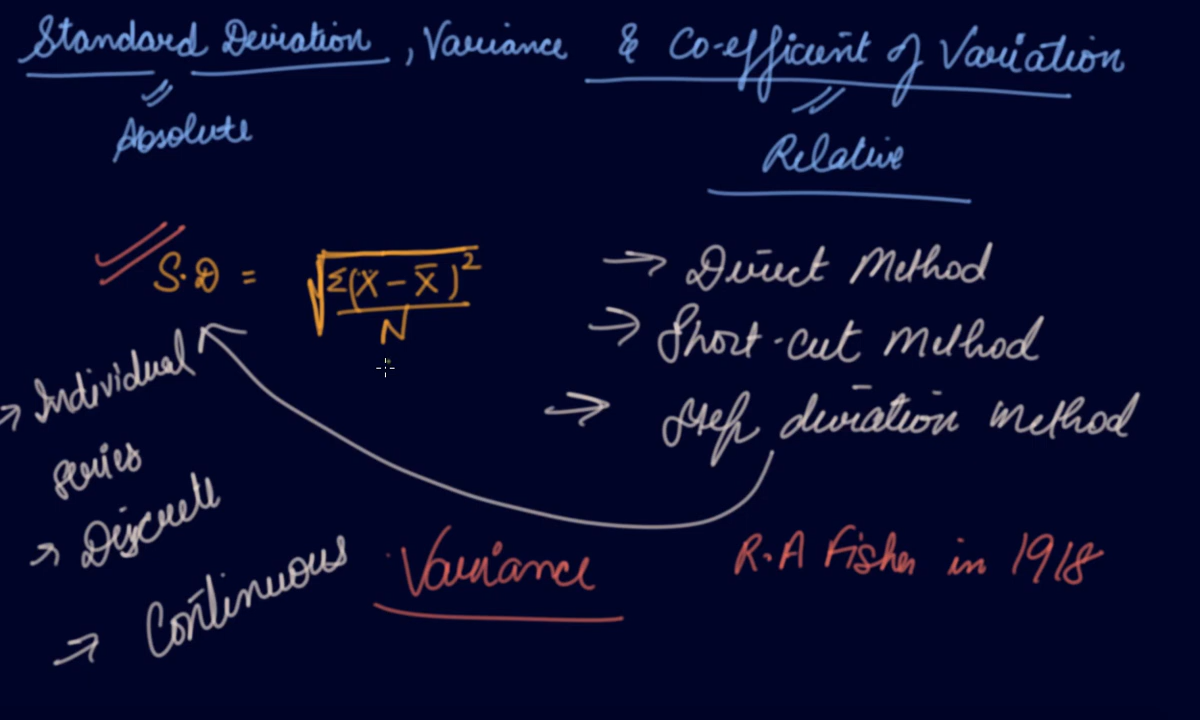 Standard Deviation, Variance & Co-efficient of Variation
Absolute
Relative
S.D = √Σ(X − X̄)²/N
→ Direct Method
→ Short-cut Method
→ Step deviation Method
→ Individual
series
→ Discrete
→ Continuous
Variance
R.A Fisher in 1918